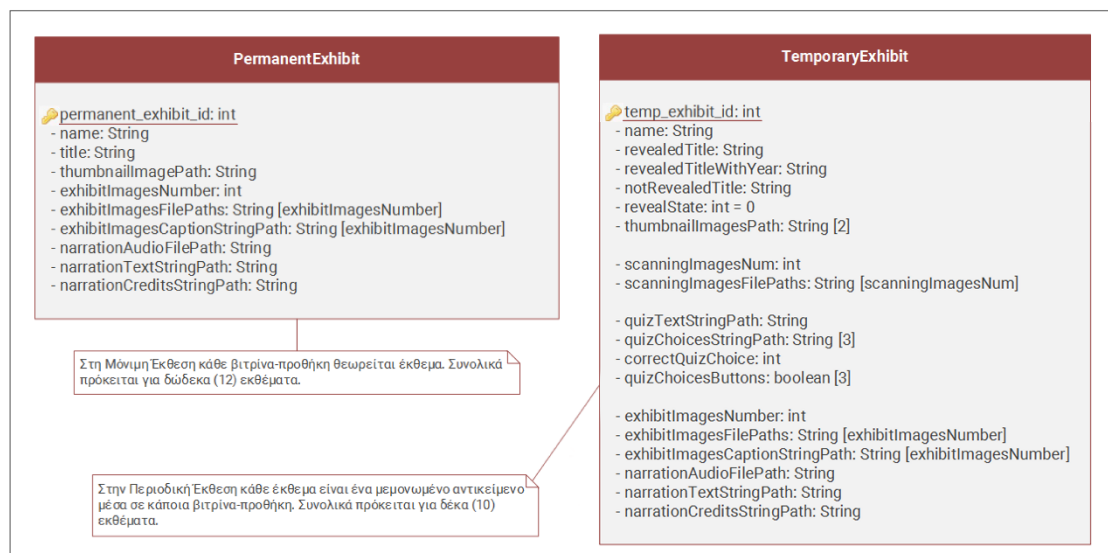 PermanentExhibit
permanent_exhibit_id: int
- name: String
- title: String
- thumbnailImagePath: String
- exhibitImagesNumber: int
- exhibitImagesFilePaths: String [exhibitImagesNumber]
- exhibitImagesCaptionStringPath: String [exhibitImagesNumber]
- narrationAudioFilePath: String
- narrationTextStringPath: String
- narrationCreditsStringPath: String
Στη Μόνιμη Έκθεση κάθε βιτρίνα-προθήκη θεωρείται έκθεμα. Συνολικά
πρόκειται για δώδεκα (12) εκθέματα.
TemporaryExhibit
temp_exhibit_id: int
- name: String
- revealedTitle: String
- revealedTitleWithYear: String
- notRevealedTitle: String
- revealState: int = 0
- thumbnailImagesPath: String [2]
- scanningImagesNum: int
- scanningImagesFilePaths: String [scanningImagesNum]
- quizTextStringPath: String
- quizChoicesStringPath: String [3]
- correctQuizChoice: int
- quizChoicesButtons: boolean [3]
- exhibitImagesNumber: int
- exhibitImagesFilePaths: String [exhibitImagesNumber]
- exhibitImagesCaptionStringPath: String [exhibitImagesNumber]
- narrationAudioFilePath: String
- narrationTextStringPath: String
- narrationCreditsStringPath: String
Στην Περιοδική Έκθεση κάθε έκθεμα είναι ένα μεμονωμένο αντικείμενο
μέσα σε κάποια βιτρίνα-προθήκη. Συνολικά πρόκειται για δέκα (10)
εκθέματα.